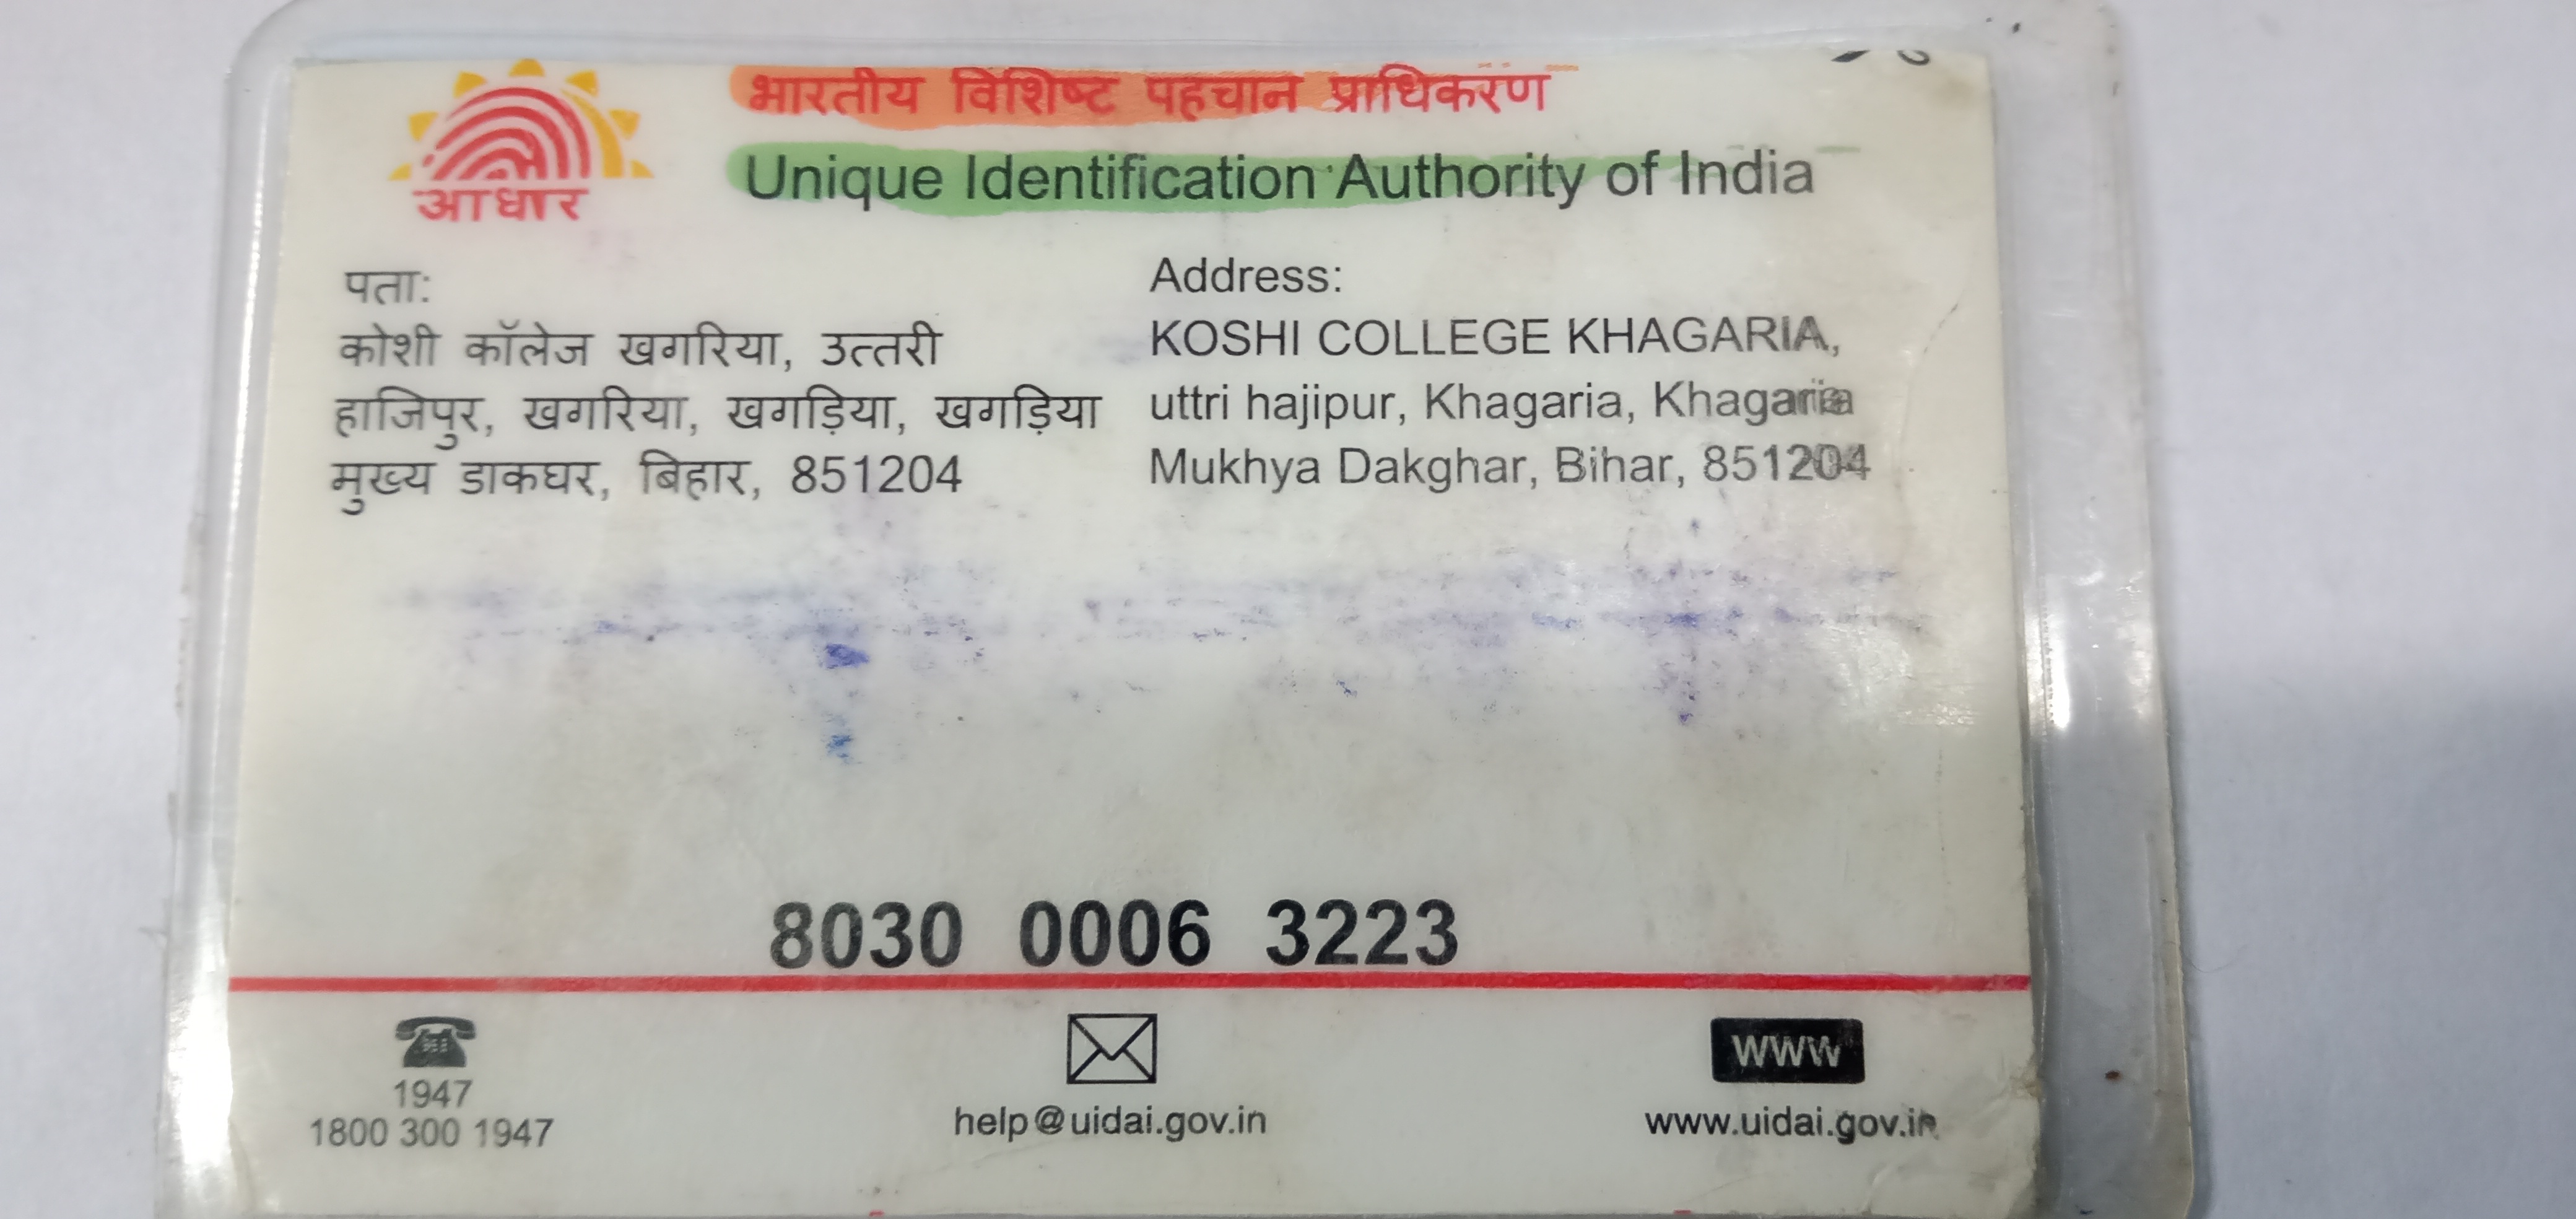 भारतीय विशिष्ट पहचान प्राधिकरण
Unique Identification Authority of India
आधार
पता:
कोशी कॉलेज खगरिया, उत्तरी
हाजिपुर, खगरिया, खगड़िया, खगड़िया
मुख्य डाकघर, बिहार, 851204
Address:
KOSHI COLLEGE KHAGARIA,
uttri hajipur, Khagaria, Khagaria
Mukhya Dakghar, Bihar, 851204
8030 0006 3223
1947
1800 300 1947
help@uidai.gov.in
WWW
www.uidai.gov.in